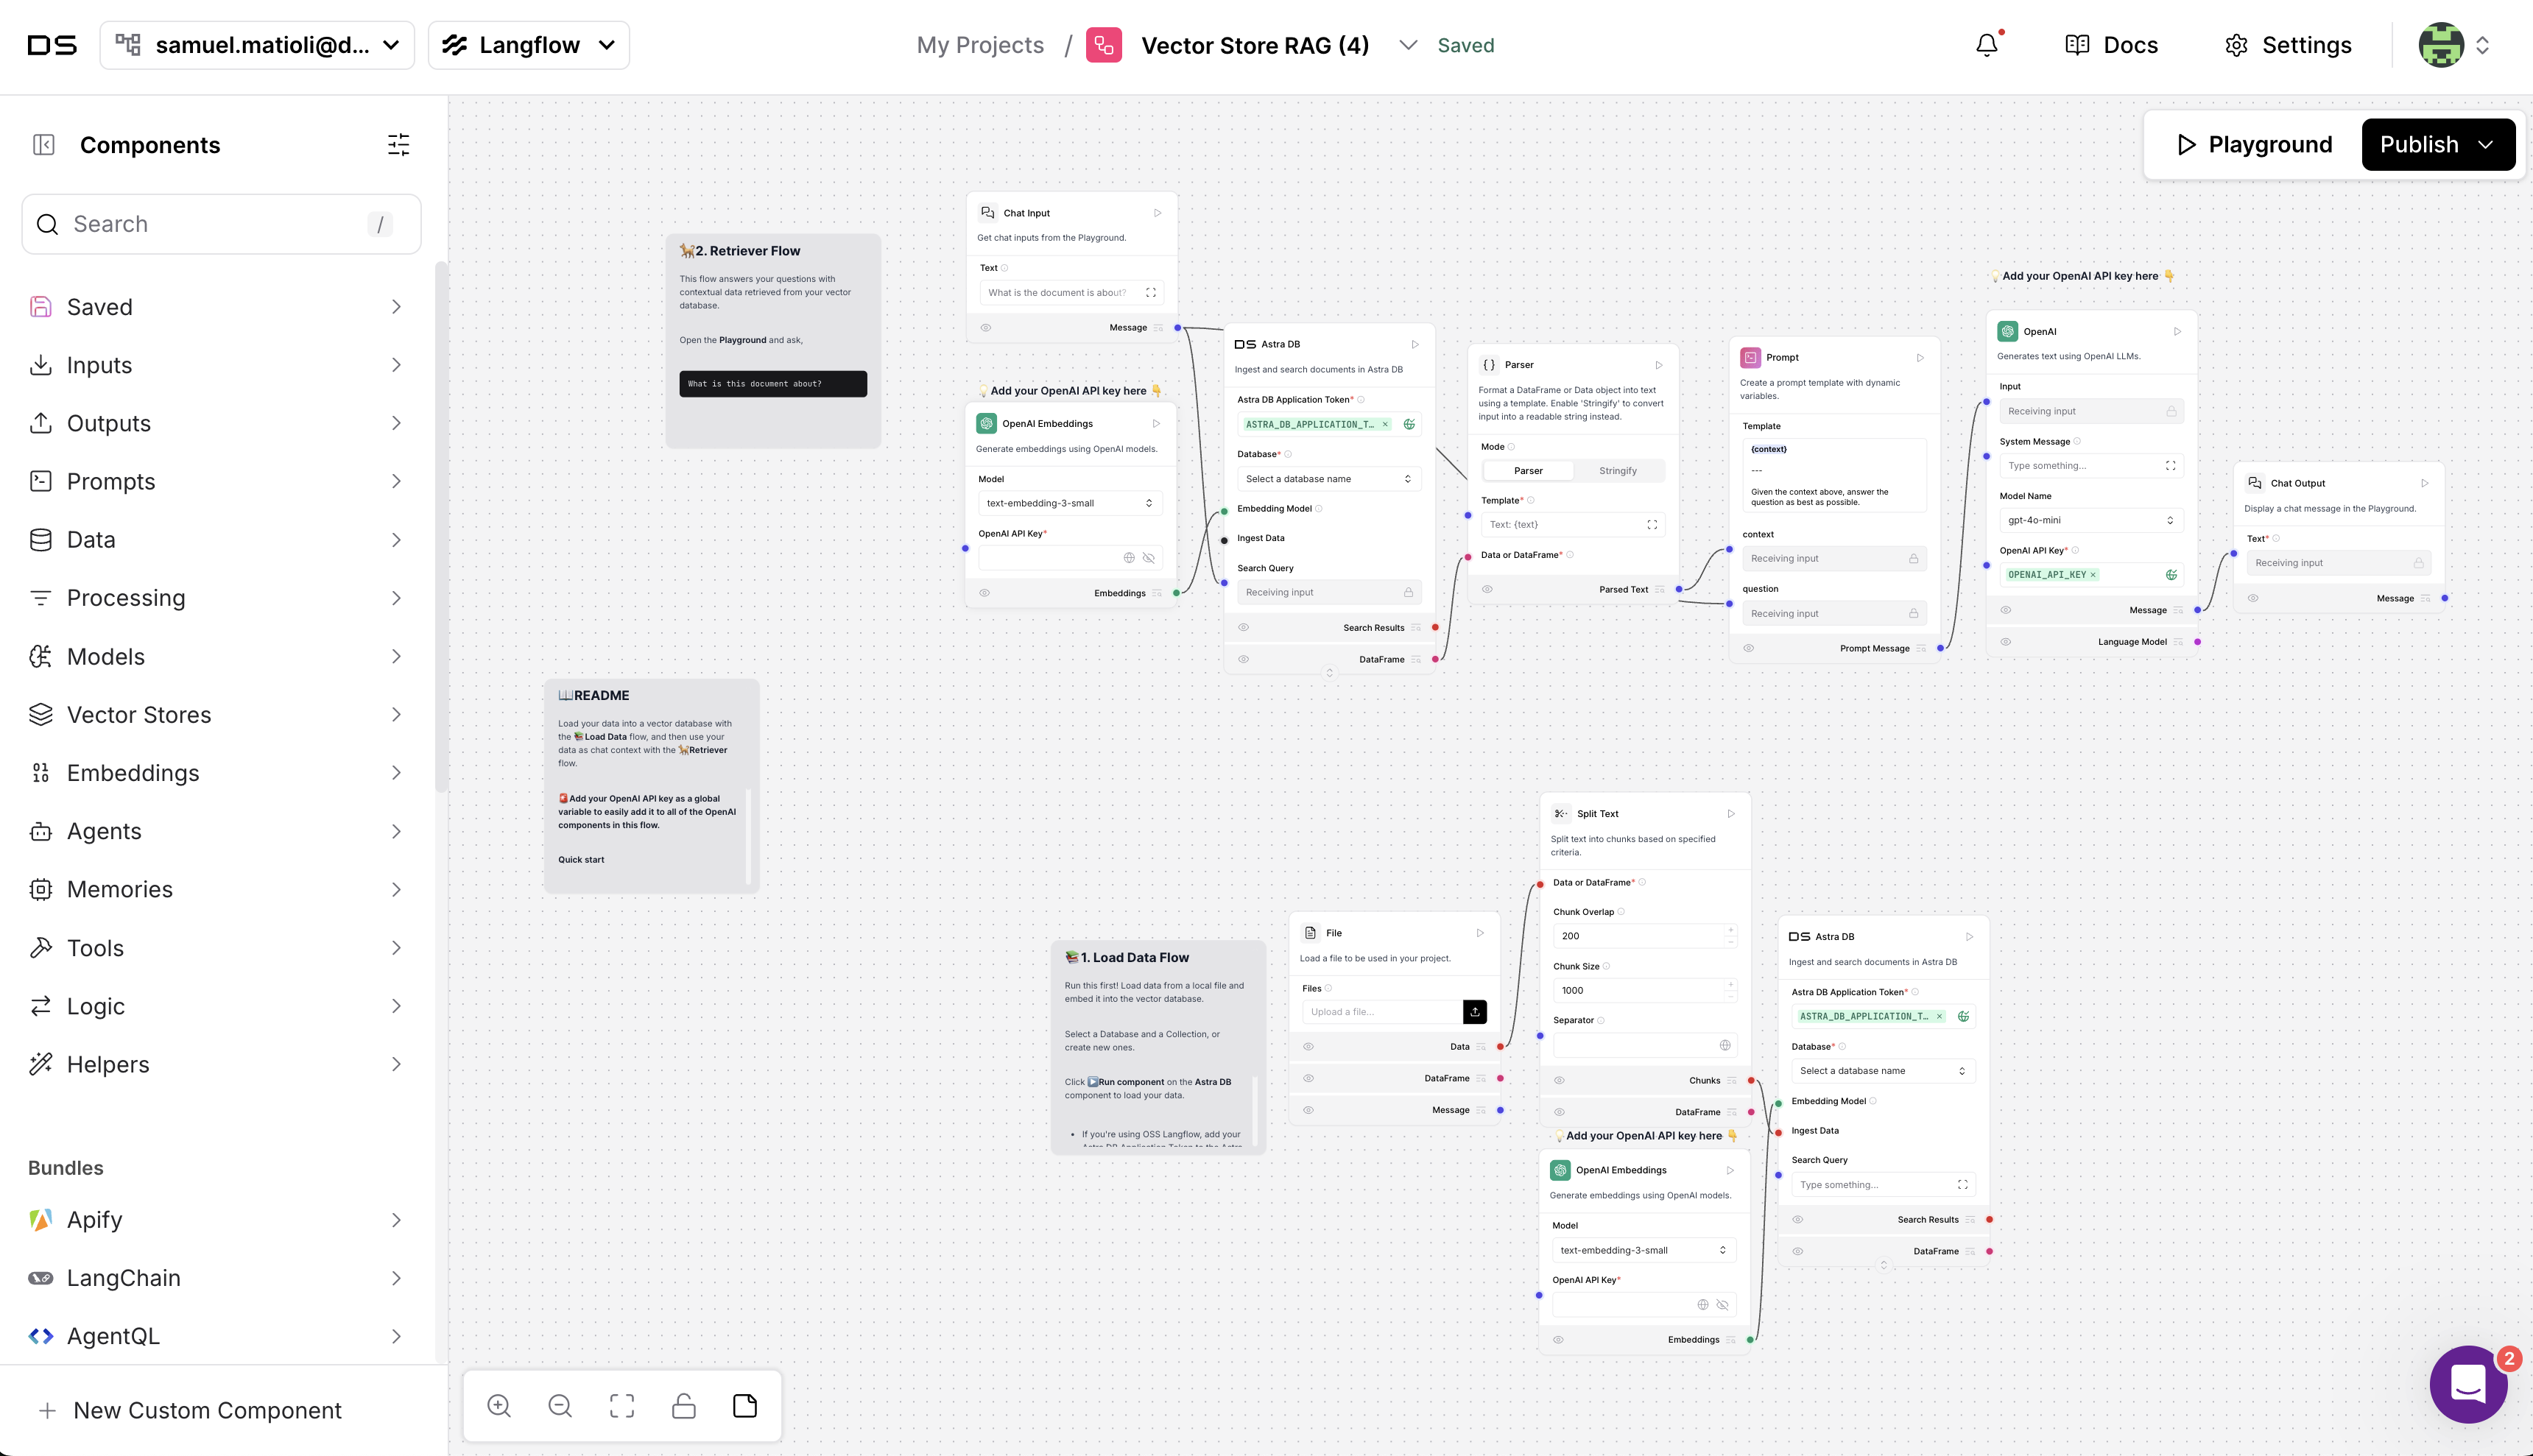 DS
samuel.matioli@d...
Langflow
My Projects / Vector Store RAG (4)
Saved
Docs
Settings
Components
Search
/
Saved
Inputs
Outputs
Prompts
Data
Processing
Models
Vector Stores
Embeddings
Agents
Memories
Tools
Logic
Helpers
Bundles
Apify
LangChain
AgentQL
New Custom Component
Playground
Publish
2. Retriever Flow
This flow answers your questions with
contextual data retrieved from your vector
database.
Open the Playground and ask,
What is this document about?
Chat Input
Get chat inputs from the Playground.
Text
What is the document is about?
Message
💡Add your OpenAI API key here 👇
OpenAI Embeddings
Generate embeddings using OpenAI models.
Model
text-embedding-3-small
OpenAI API Key*
Embeddings
DS Astra DB
Ingest and search documents in Astra DB
Astra DB Application Token*
ASTRA_DB_APPLICATION_T... ×
Database*
Select a database name
Embedding Model
Ingest Data
Search Query
Receiving input
Search Results
DataFrame
{} Parser
Format a DataFrame or Data object into text
using a template. Enable 'Stringify' to convert
input into a readable string instead.
Mode
Parser
Stringify
Template*
Text: {text}
Data or DataFrame*
Parsed Text
Prompt
Create a prompt template with dynamic
variables.
Template
{context}
---
Given the context above, answer the
question as best as possible.
context
Receiving input
question
Receiving input
Prompt Message
💡Add your OpenAI API key here 👇
OpenAI
Generates text using OpenAI LLMs.
Input
Receiving input
System Message
Type something...
Model Name
gpt-4o-mini
OpenAI API Key*
OPENAI_API_KEY ×
Message
Language Model
Chat Output
Display a chat message in the Playground.
Text*
Receiving input
Message
📖README
Load your data into a vector database with
the 📚Load Data flow, and then use your
data as chat context with the 🐕Retriever
flow.
🚨Add your OpenAI API key as a global
variable to easily add it to all of the OpenAI
components in this flow.
Quick start
📚1. Load Data Flow
Run this first! Load data from a local file and
embed it into the vector database.
Select a Database and a Collection, or
create new ones.
Click ▶️Run component on the Astra DB
component to load your data.
• If you're using OSS Langflow, add your
Astra DB Application Token to the Astra
File
Load a file to be used in your project.
Files
Upload a file...
Data
DataFrame
Message
Split Text
Split text into chunks based on specified
criteria.
Data or DataFrame*
Chunk Overlap
200
Chunk Size
1000
Separator
Chunks
DataFrame
💡Add your OpenAI API key here 👇
OpenAI Embeddings
Generate embeddings using OpenAI models.
Model
text-embedding-3-small
OpenAI API Key*
Embeddings
DS Astra DB
Ingest and search documents in Astra DB
Astra DB Application Token*
ASTRA_DB_APPLICATION_T... ×
Database*
Select a database name
Embedding Model
Ingest Data
Search Query
Type something...
Search Results
DataFrame
2